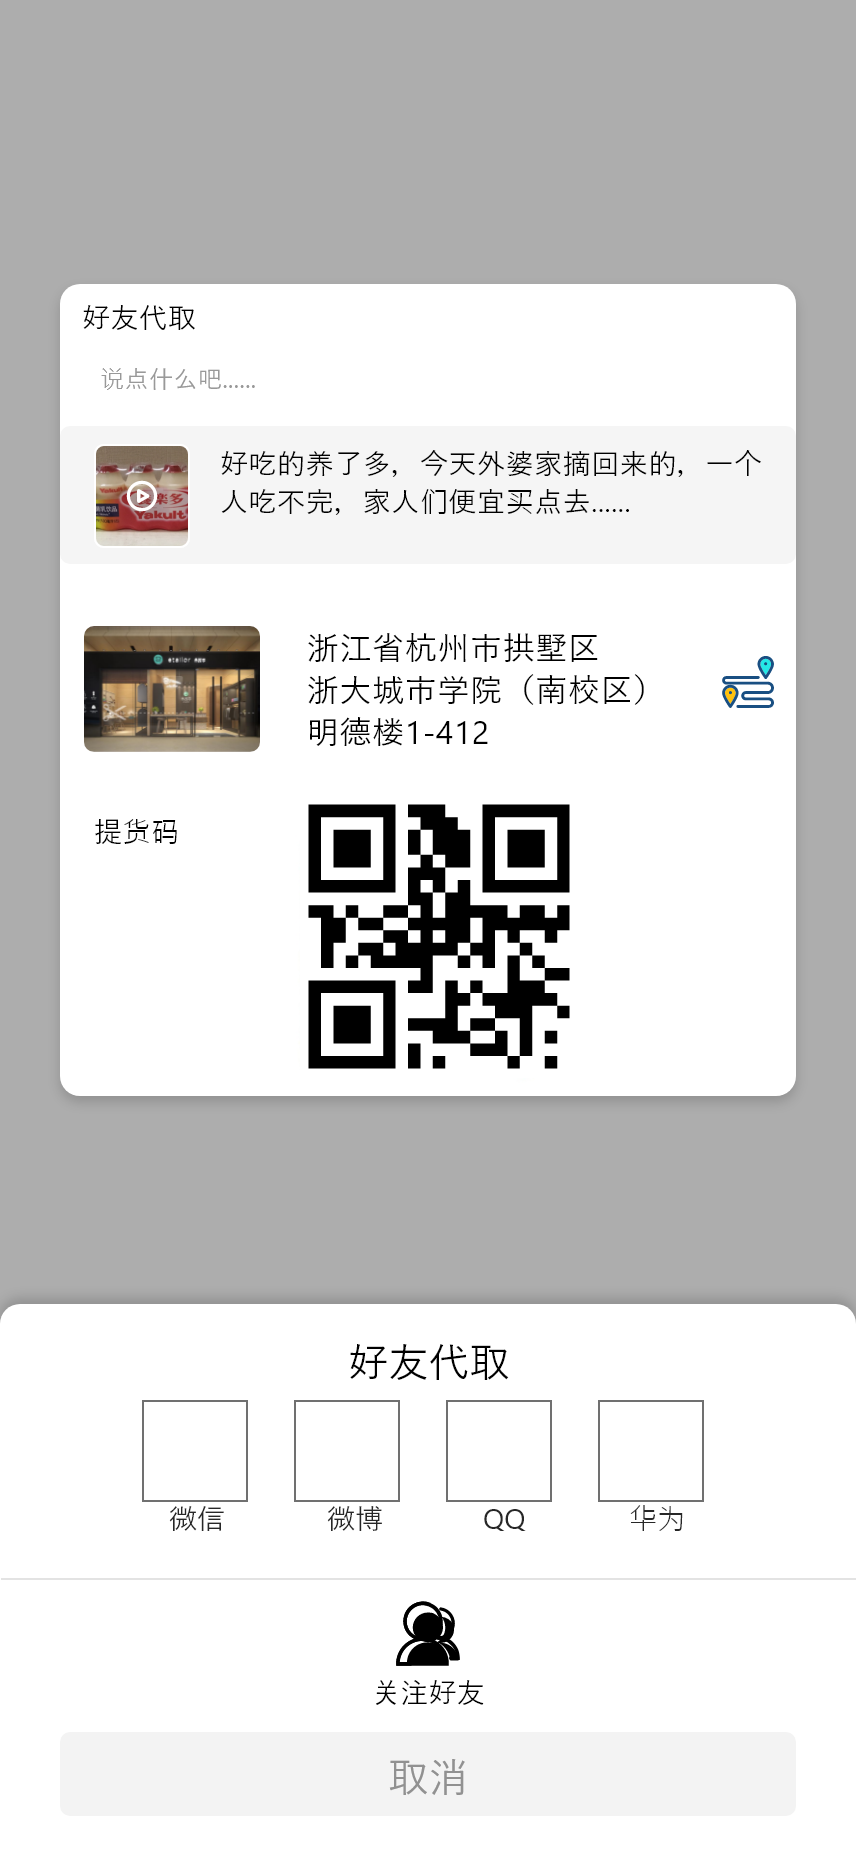 好友代取
说点什么吧......
好吃的养了多，今天外婆家摘回来的，一个
人吃不完，家人们便宜买点去......
Yakult
atelier
浙江省杭州市拱墅区
浙大城市学院（南校区）
明德楼1-412
提货码
好友代取
微信
微博
QQ
华为
关注好友
取消